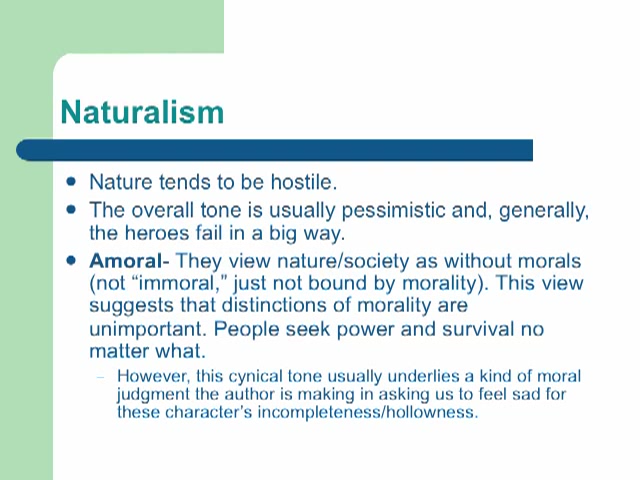 Naturalism
Nature tends to be hostile.
The overall tone is usually pessimistic and, generally,
the heroes fail in a big way.
Amoral- They view nature/society as without morals
(not “immoral,” just not bound by morality). This view
suggests that distinctions of morality are
unimportant. People seek power and survival no
matter what.
– However, this cynical tone usually underlies a kind of moral
judgment the author is making in asking us to feel sad for
these character’s incompleteness/hollowness.